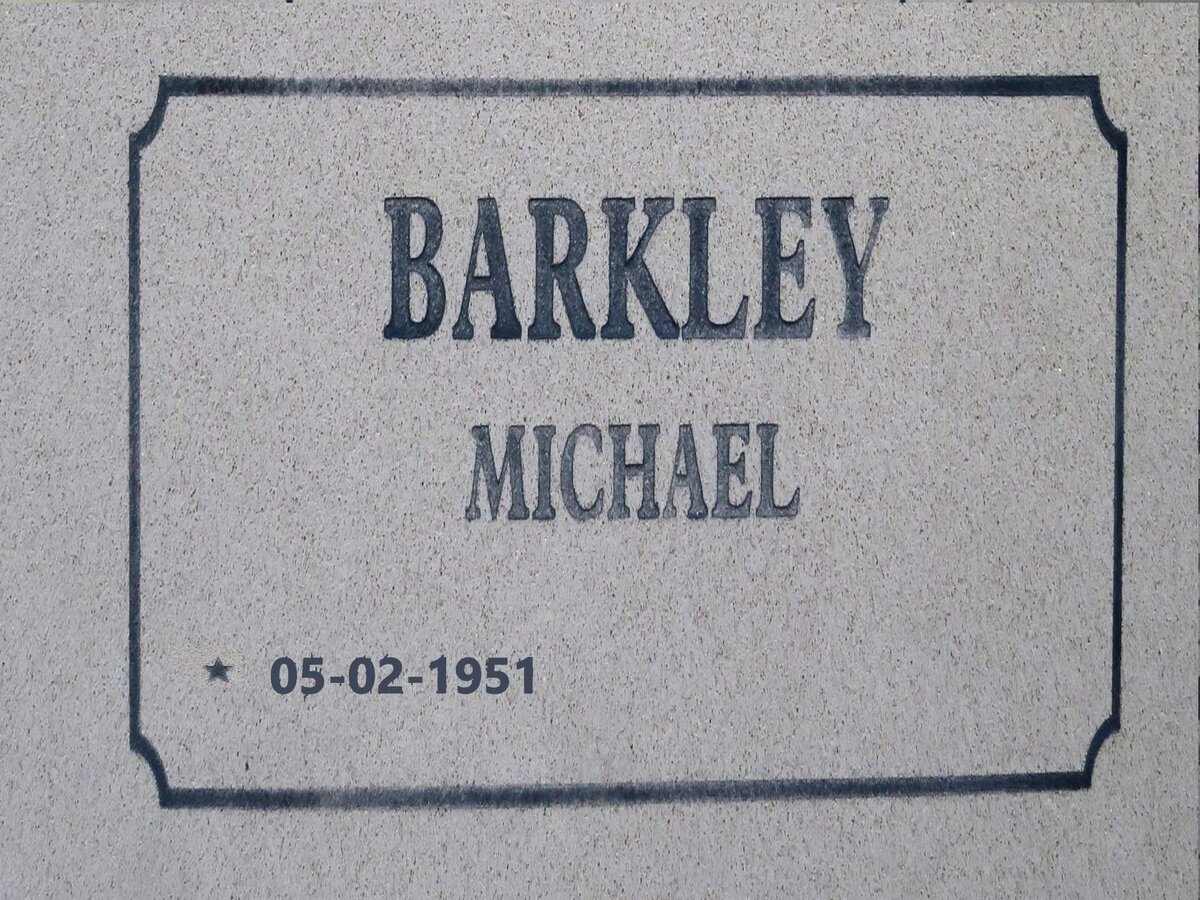 BARKLEY
MICHAEL
★ 05-02-1951